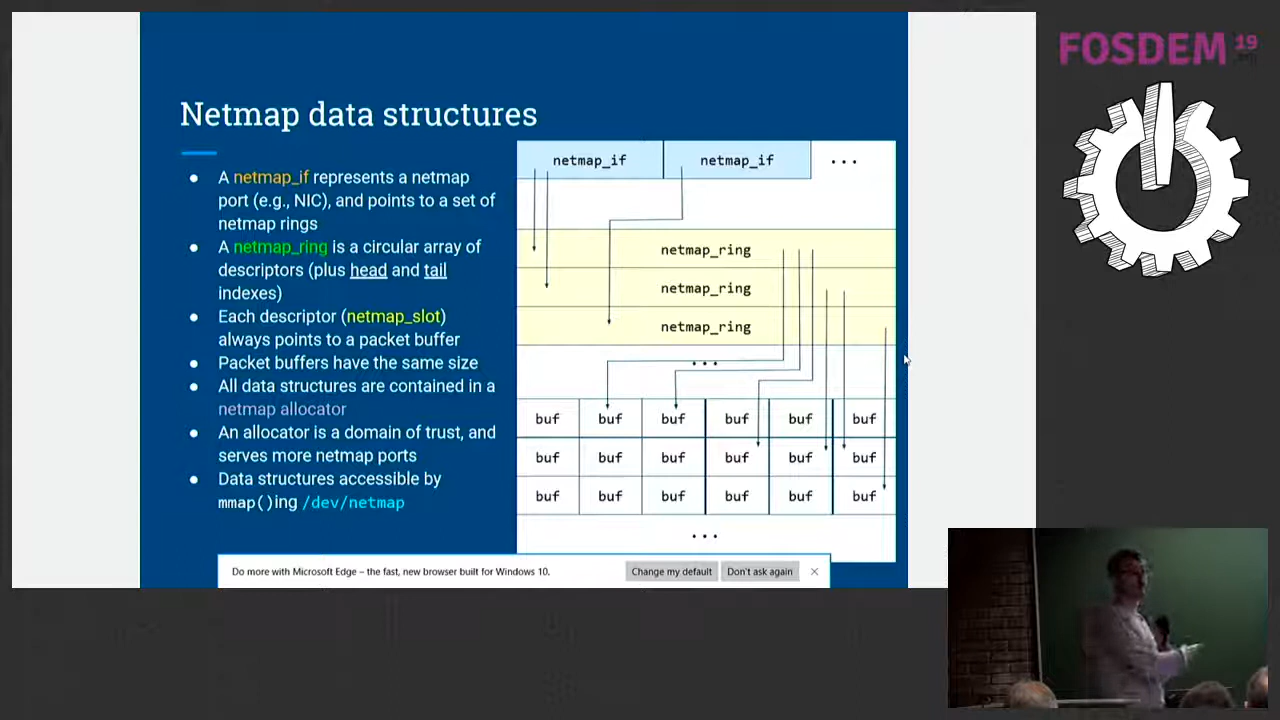 FOSDEM 19
Netmap data structures
● A netmap_if represents a netmap
port (e.g., NIC), and points to a set of
netmap rings
● A netmap_ring is a circular array of
descriptors (plus head and tail
indexes)
● Each descriptor (netmap_slot)
always points to a packet buffer
● Packet buffers have the same size
● All data structures are contained in a
netmap allocator
● An allocator is a domain of trust, and
serves more netmap ports
● Data structures accessible by
mmap()ing /dev/netmap
netmap_if netmap_if ...
netmap_ring
netmap_ring
netmap_ring
...
buf buf buf buf buf buf
buf buf buf buf buf buf
buf buf buf buf buf buf
...
Do more with Microsoft Edge – the fast, new browser built for Windows 10. Change my default Don't ask again